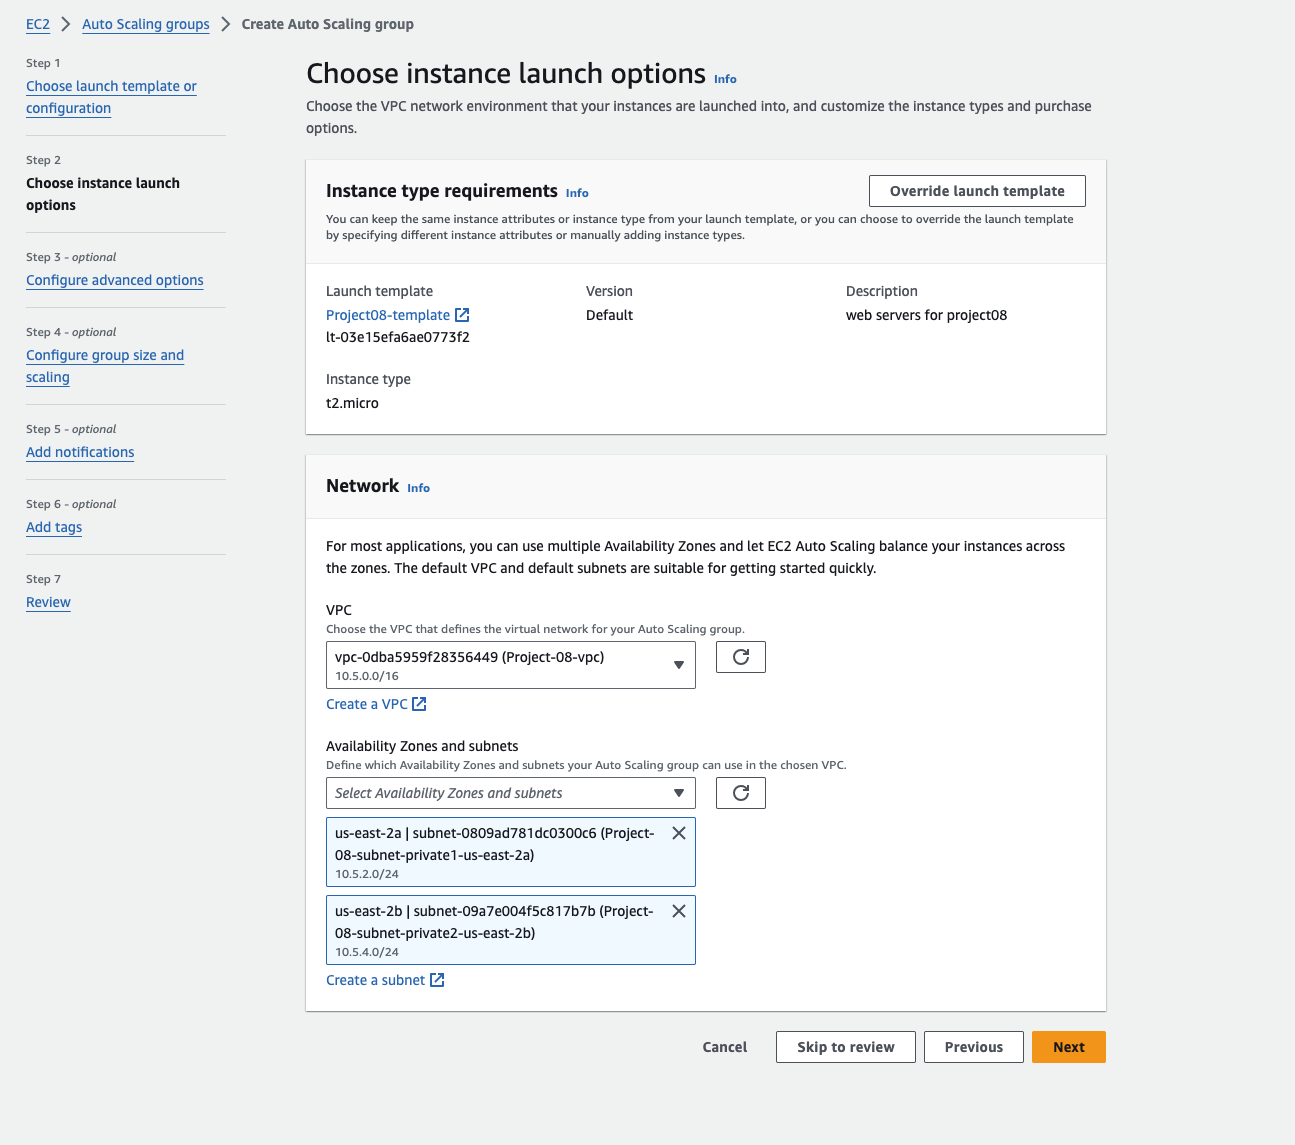 EC2 > Auto Scaling groups > Create Auto Scaling group
Step 1
Choose launch template or
configuration
Step 2
Choose instance launch
options
Step 3 - optional
Configure advanced options
Step 4 - optional
Configure group size and
scaling
Step 5 - optional
Add notifications
Step 6 - optional
Add tags
Step 7
Review
Choose instance launch options Info
Choose the VPC network environment that your instances are launched into, and customize the instance types and purchase
options.
Instance type requirements Info
Override launch template
You can keep the same instance attributes or instance type from your launch template, or you can choose to override the launch template
by specifying different instance attributes or manually adding instance types.
Launch template
Project08-template
lt-03e15efa6ae0773f2
Version
Default
Description
web servers for project08
Instance type
t2.micro
Network Info
For most applications, you can use multiple Availability Zones and let EC2 Auto Scaling balance your instances across
the zones. The default VPC and default subnets are suitable for getting started quickly.
VPC
Choose the VPC that defines the virtual network for your Auto Scaling group.
vpc-0dba5959f28356449 (Project-08-vpc)
10.5.0.0/16
Create a VPC
Availability Zones and subnets
Define which Availability Zones and subnets your Auto Scaling group can use in the chosen VPC.
Select Availability Zones and subnets
us-east-2a | subnet-0809ad781dc0300c6 (Project-
08-subnet-private1-us-east-2a)
10.5.2.0/24
us-east-2b | subnet-09a7e004f5c817b7b (Project-
08-subnet-private2-us-east-2b)
10.5.4.0/24
Create a subnet
Cancel
Skip to review
Previous
Next